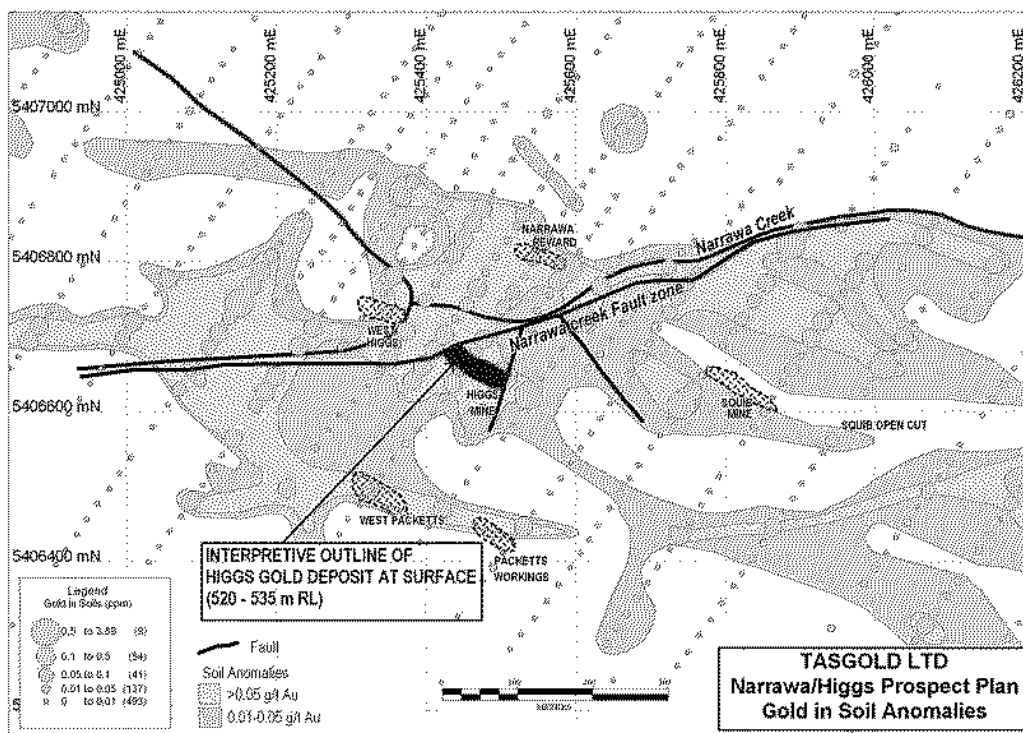 425000 mE
425200 mE
425400 mE
425600 mE
425800 mE
426000 mE
426200
5407000 mN
5406800 mN
5406600 mN
5406400 mN
NARRAWA
REWARD
Narrawa Creek
Narrawa creek Fault zone
WEST
HIGGS
HIGGS
MINE
SQUIB
MINE
SQUIB OPEN CUT
WEST PACKETTS
PACKETTS
WORKINGS
INTERPRETIVE OUTLINE OF
HIGGS GOLD DEPOSIT AT SURFACE
(520 - 535 m RL)
Legend
Gold in Soils (ppm)
0.5 to 3.58 (9)
0.1 to 0.5 (54)
0.05 to 0.1 (41)
0.01 to 0.05 (137)
0 to 0.01 (493)
Fault
Soil Anomalies
>0.05 g/t Au
0.01-0.05 g/t Au
TASGOLD LTD
Narrawa/Higgs Prospect Plan
Gold in Soil Anomalies